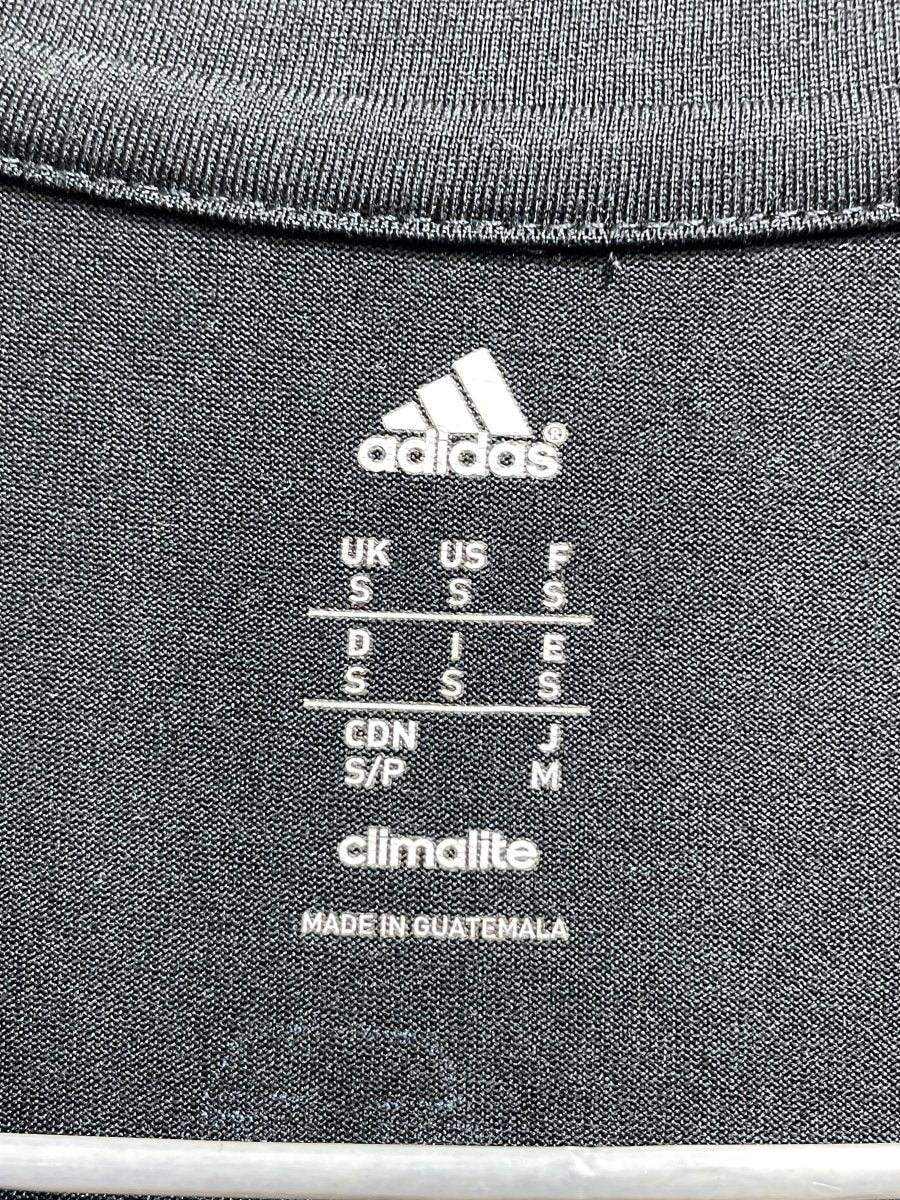 adidas®
UK US F
S S S
D I E
S S S
CDN J
S/P M
climalite
MADE IN GUATEMALA